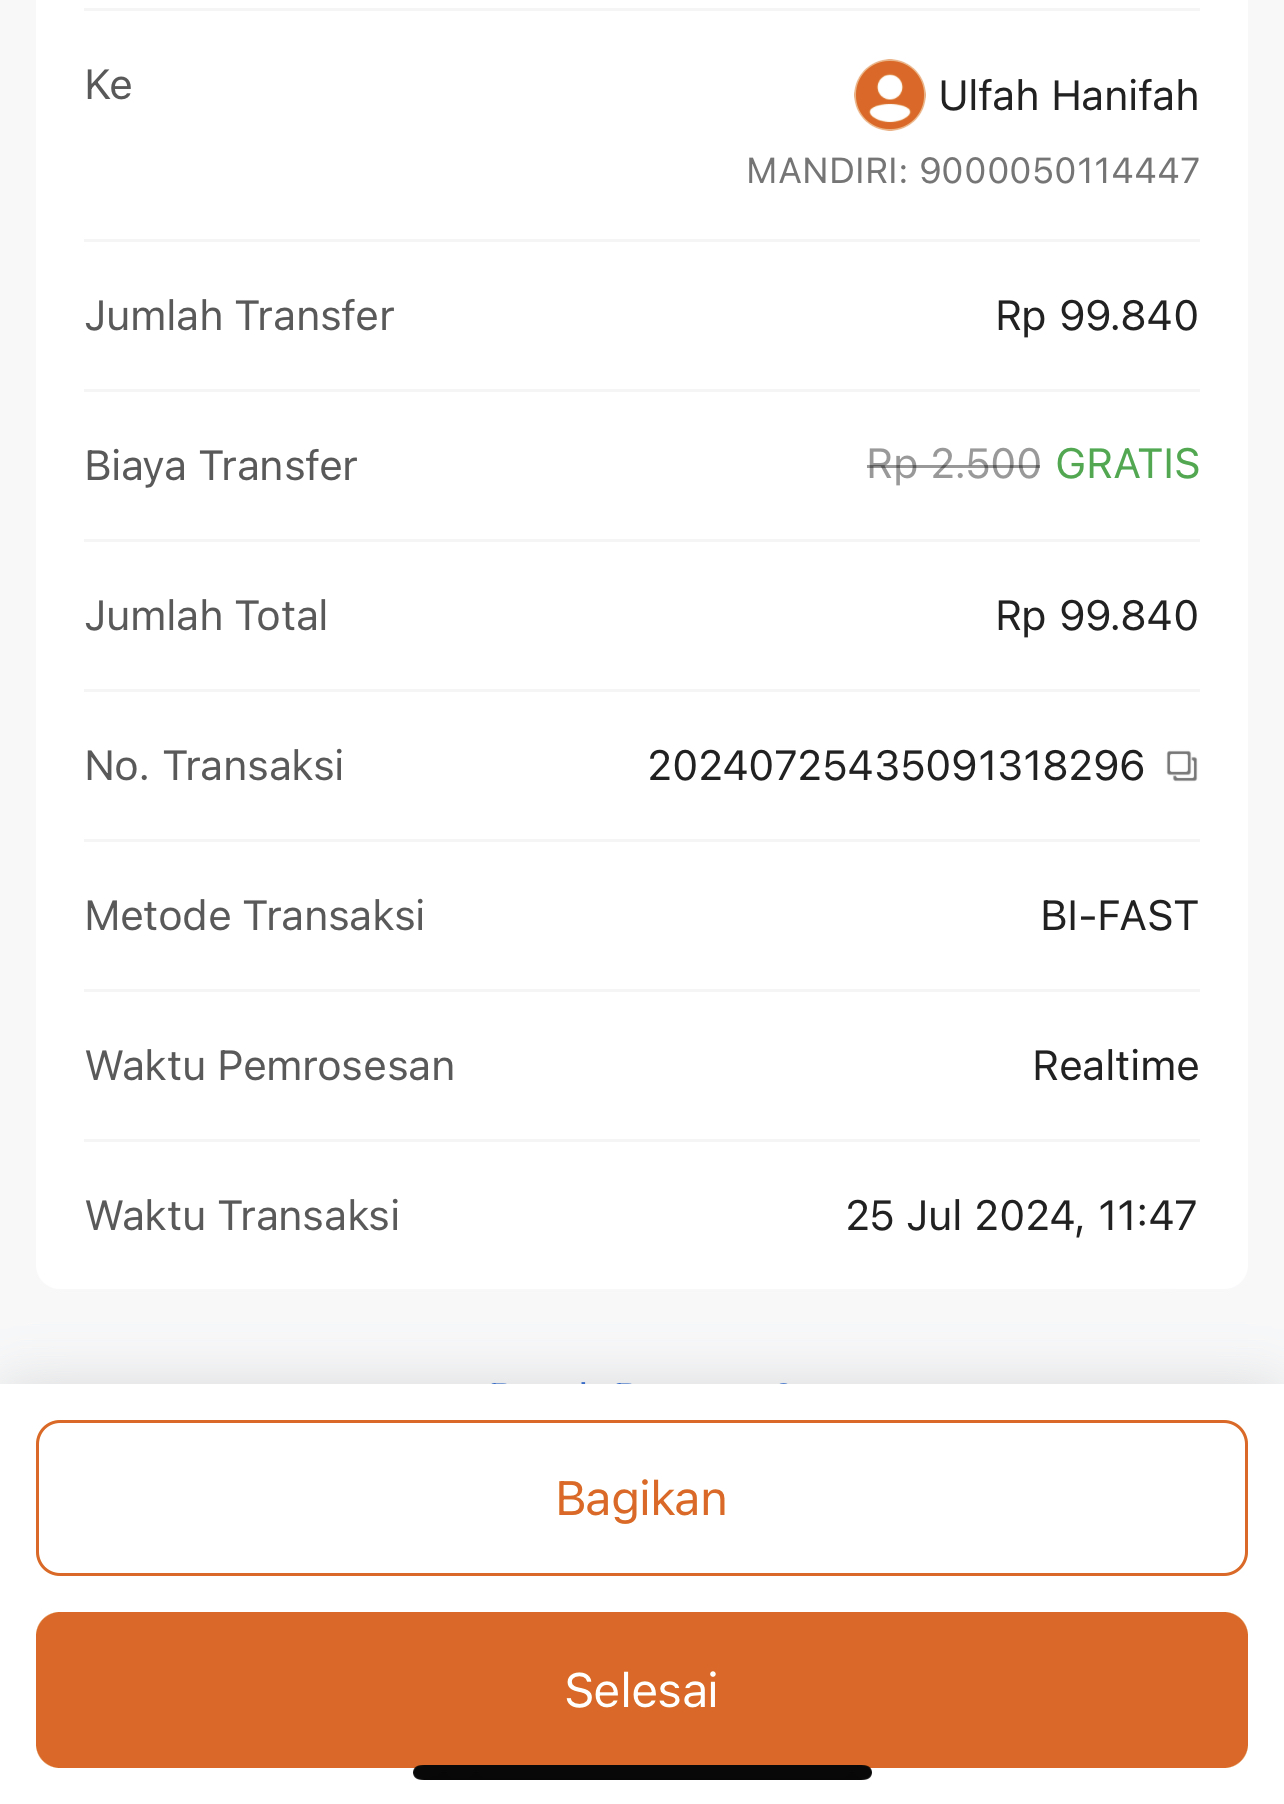 Ke
Ulfah Hanifah
MANDIRI: 9000050114447
Jumlah Transfer Rp 99.840
Biaya Transfer Rp 2.500 GRATIS
Jumlah Total Rp 99.840
No. Transaksi 20240725435091318296
Metode Transaksi BI-FAST
Waktu Pemrosesan Realtime
Waktu Transaksi 25 Jul 2024, 11:47
Bagikan
Selesai